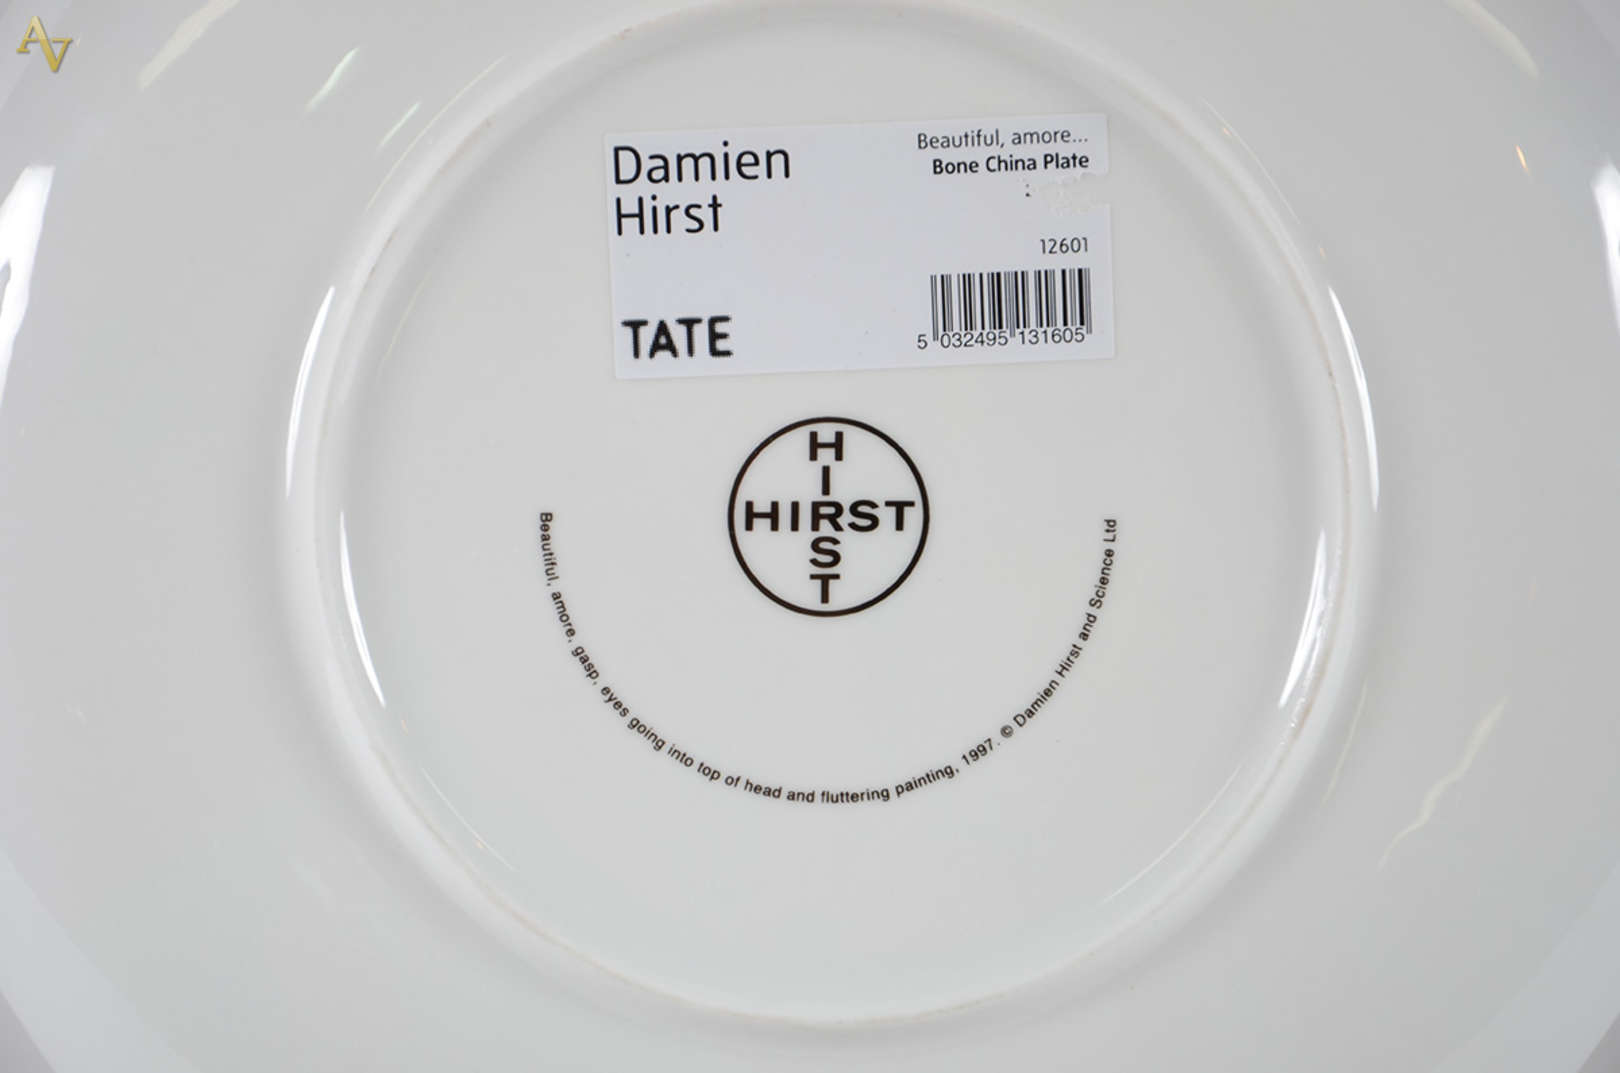 AV
Damien
Hirst
Beautiful, amore...
Bone China Plate
12601
5 032495 131605
TATE
HIRST
HIRST
Beautiful, amore, gasp, eyes going into top of head and fluttering painting, 1997. © Damien Hirst and Science Ltd